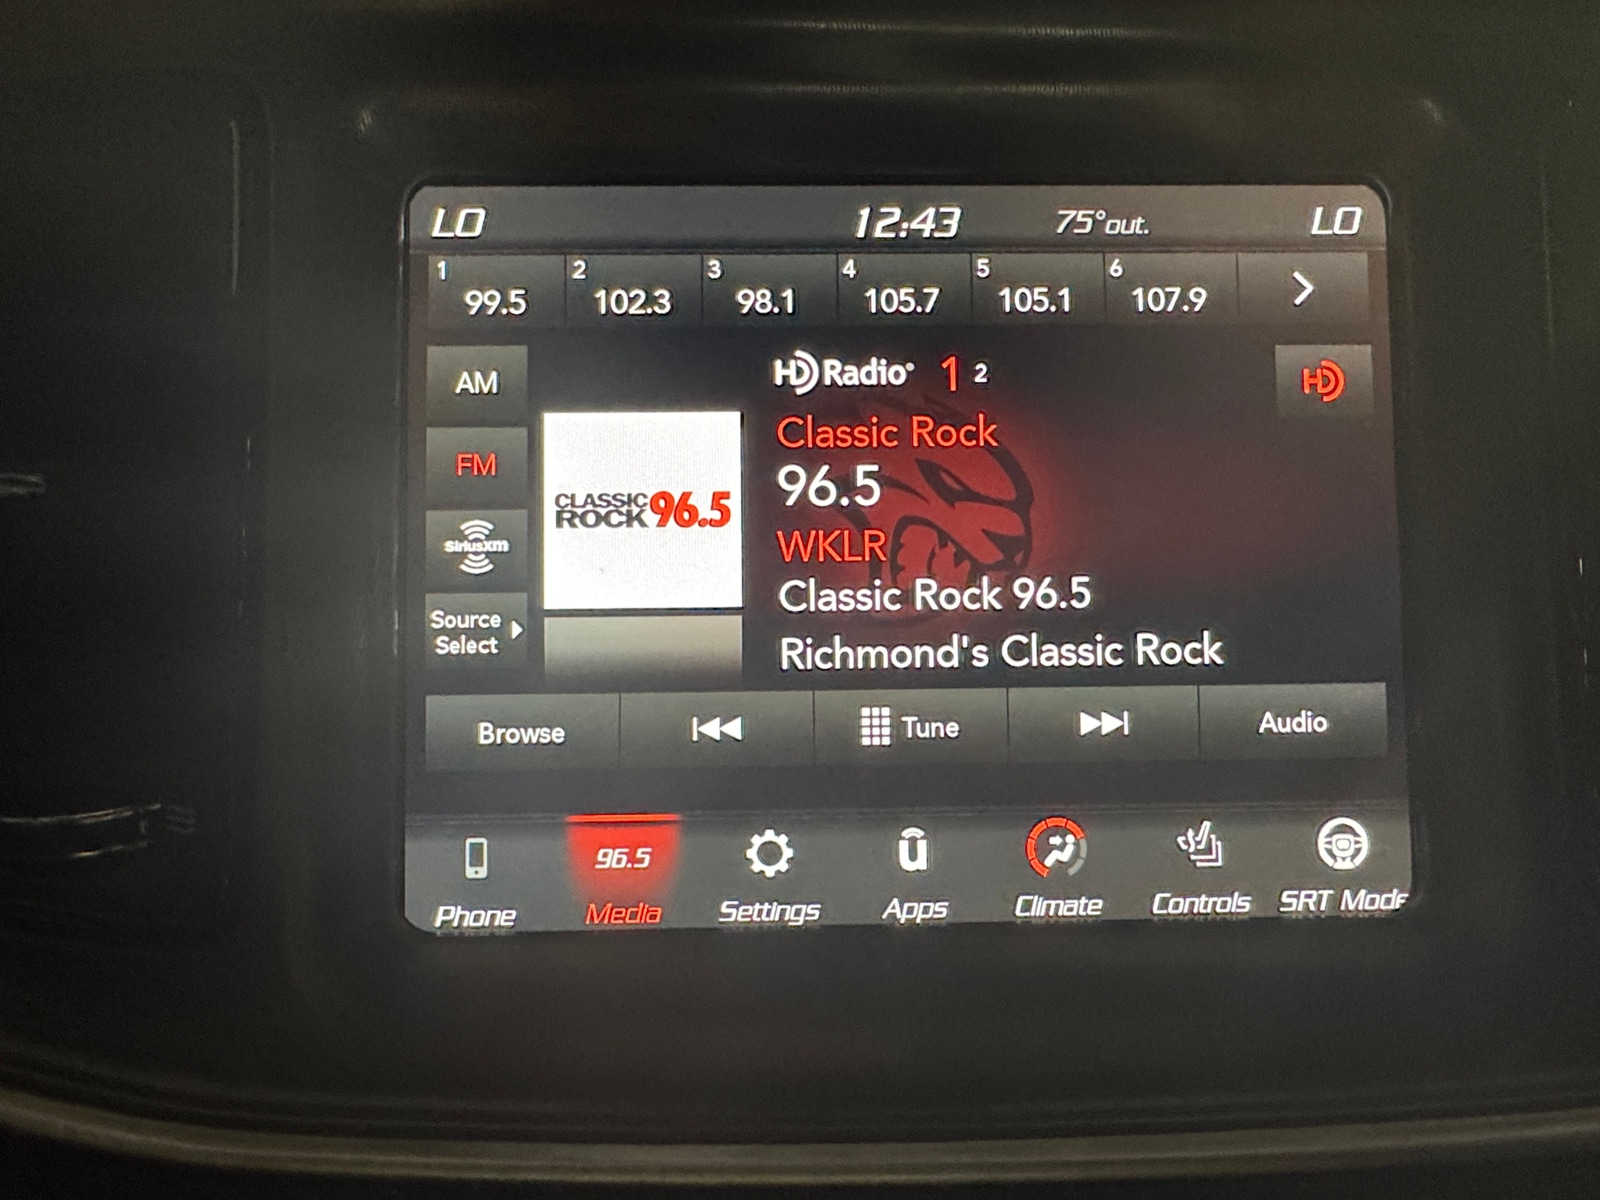 LO 12:43 75°out. LO
1 2 3 4 5 6
99.5 102.3 98.1 105.7 105.1 107.9
AM
FM
SiriusXM
Source
Select
CLASSIC
ROCK 96.5
HD Radio® 1 2
HD
Classic Rock
96.5
WKLR
Classic Rock 96.5
Richmond's Classic Rock
Browse Tune Audio
96.5 u
Phone Media Settings Apps Climate Controls SRT Mode